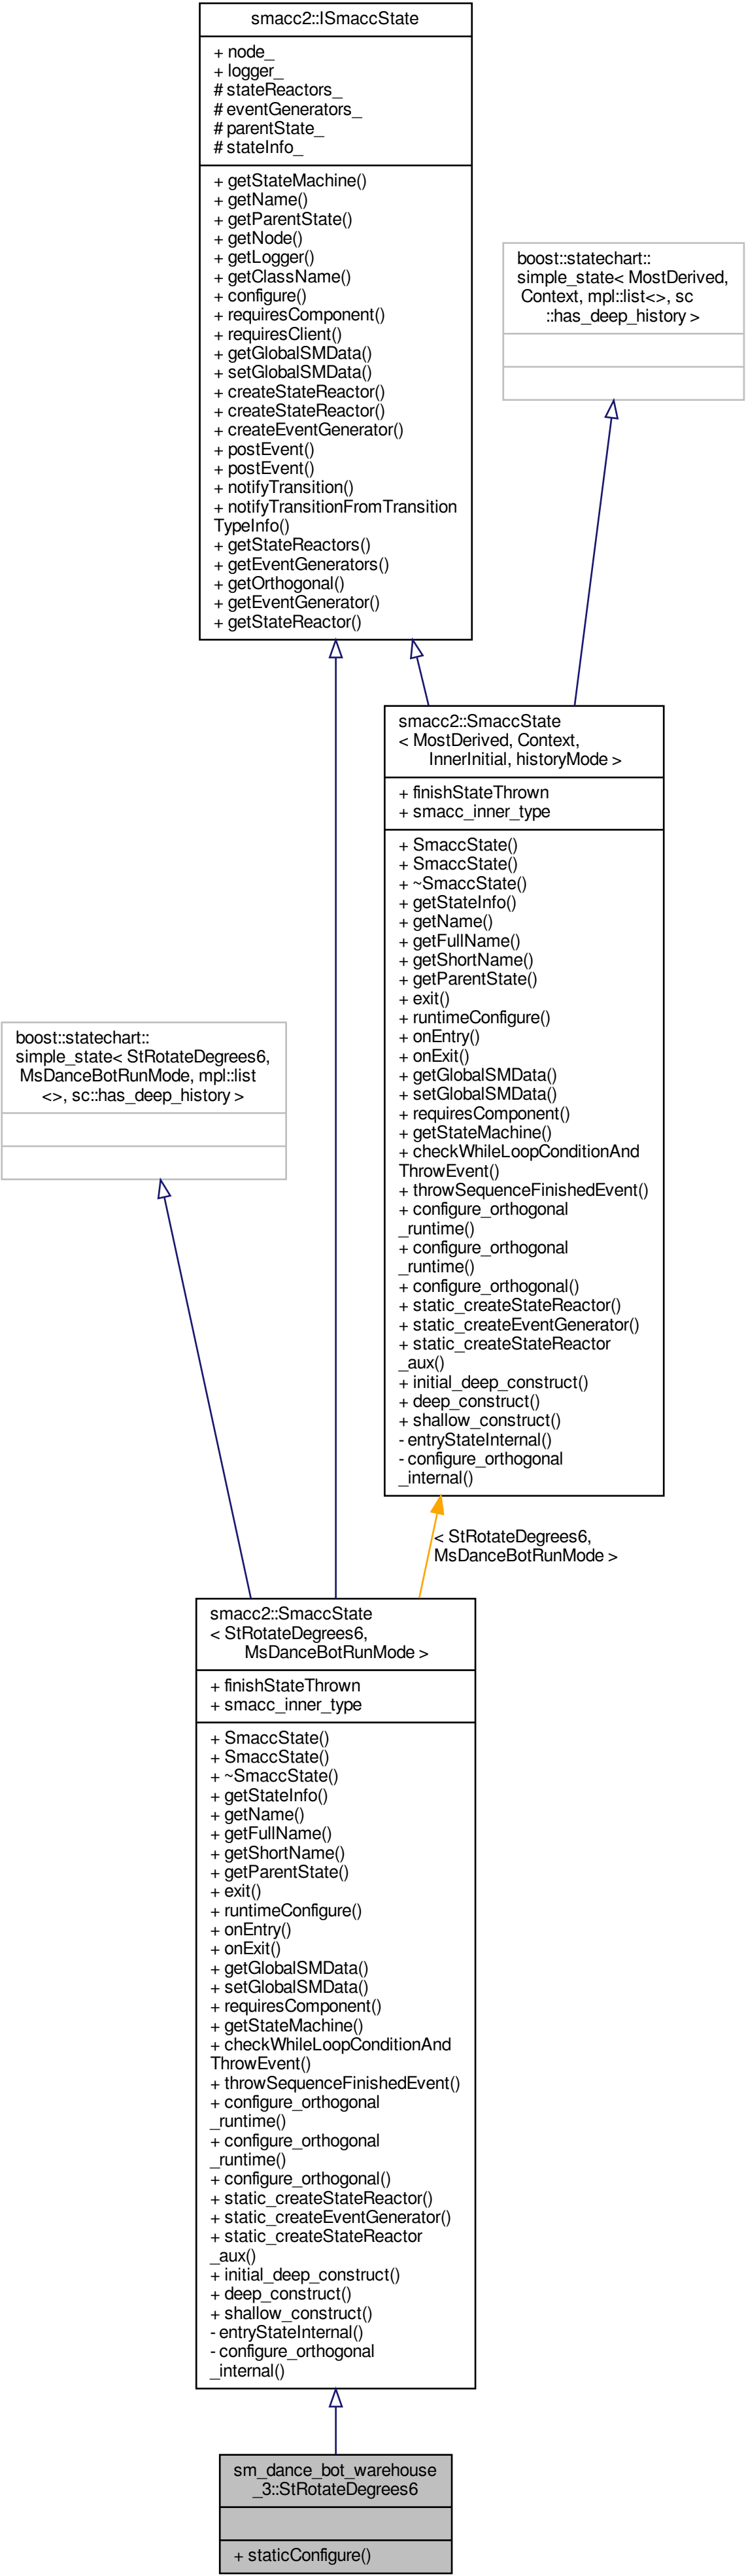 smacc2::ISmaccState
+ node_
+ logger_
# stateReactors_
# eventGenerators_
# parentState_
# stateInfo_
+ getStateMachine()
+ getName()
+ getParentState()
+ getNode()
+ getLogger()
+ getClassName()
+ configure()
+ requiresComponent()
+ requiresClient()
+ getGlobalSMData()
+ setGlobalSMData()
+ createStateReactor()
+ createStateReactor()
+ createEventGenerator()
+ postEvent()
+ postEvent()
+ notifyTransition()
+ notifyTransitionFromTransition
TypeInfo()
+ getStateReactors()
+ getEventGenerators()
+ getOrthogonal()
+ getEventGenerator()
+ getStateReactor()
boost::statechart::
simple_state< MostDerived,
Context, mpl::list<>, sc
::has_deep_history >
smacc2::SmaccState
< MostDerived, Context,
InnerInitial, historyMode >
+ finishStateThrown
+ smacc_inner_type
+ SmaccState()
+ SmaccState()
+ ~SmaccState()
+ getStateInfo()
+ getName()
+ getFullName()
+ getShortName()
+ getParentState()
+ exit()
+ runtimeConfigure()
+ onEntry()
+ onExit()
+ getGlobalSMData()
+ setGlobalSMData()
+ requiresComponent()
+ getStateMachine()
+ checkWhileLoopConditionAnd
ThrowEvent()
+ throwSequenceFinishedEvent()
+ configure_orthogonal
_runtime()
+ configure_orthogonal
_runtime()
+ configure_orthogonal()
+ static_createStateReactor()
+ static_createEventGenerator()
+ static_createStateReactor
_aux()
+ initial_deep_construct()
+ deep_construct()
+ shallow_construct()
- entryStateInternal()
- configure_orthogonal
_internal()
boost::statechart::
simple_state< StRotateDegrees6,
MsDanceBotRunMode, mpl::list
<>, sc::has_deep_history >
< StRotateDegrees6,
MsDanceBotRunMode >
smacc2::SmaccState
< StRotateDegrees6,
MsDanceBotRunMode >
+ finishStateThrown
+ smacc_inner_type
+ SmaccState()
+ SmaccState()
+ ~SmaccState()
+ getStateInfo()
+ getName()
+ getFullName()
+ getShortName()
+ getParentState()
+ exit()
+ runtimeConfigure()
+ onEntry()
+ onExit()
+ getGlobalSMData()
+ setGlobalSMData()
+ requiresComponent()
+ getStateMachine()
+ checkWhileLoopConditionAnd
ThrowEvent()
+ throwSequenceFinishedEvent()
+ configure_orthogonal
_runtime()
+ configure_orthogonal
_runtime()
+ configure_orthogonal()
+ static_createStateReactor()
+ static_createEventGenerator()
+ static_createStateReactor
_aux()
+ initial_deep_construct()
+ deep_construct()
+ shallow_construct()
- entryStateInternal()
- configure_orthogonal
_internal()
sm_dance_bot_warehouse
_3::StRotateDegrees6
+ staticConfigure()